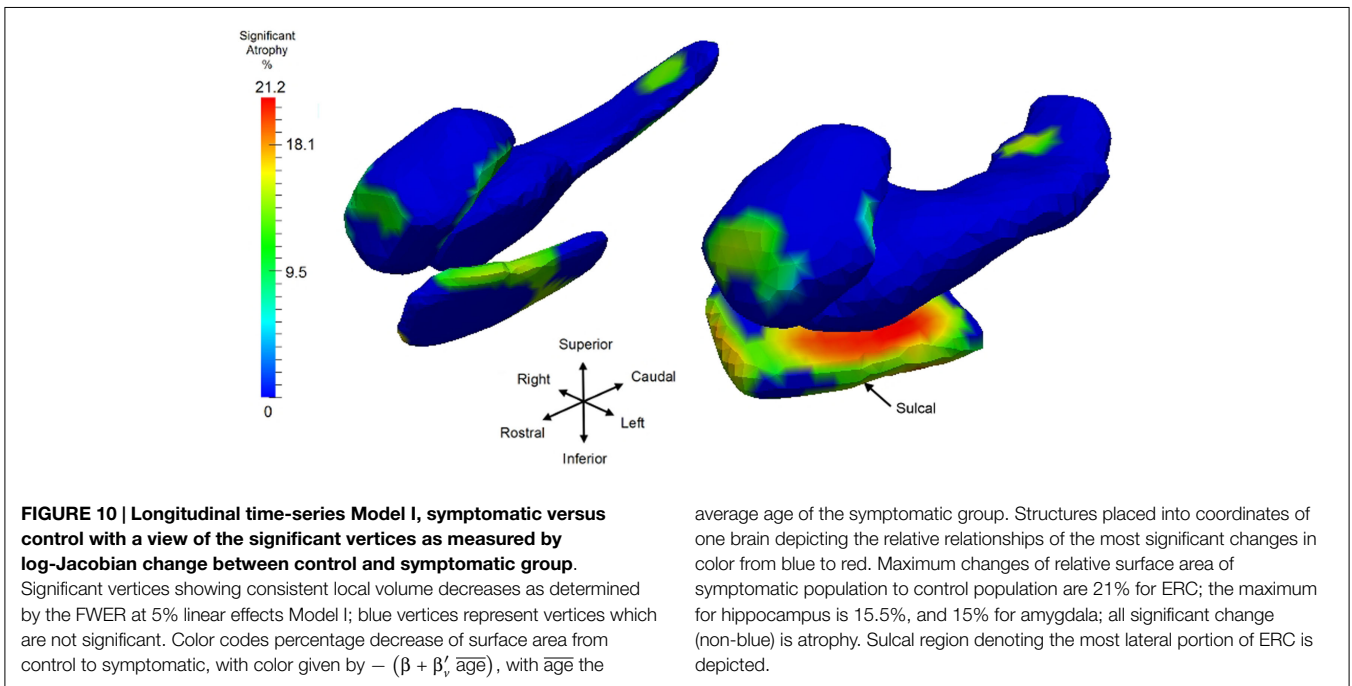 Significant
Atrophy
%
21.2
18.1
9.5
0
Superior
Right
Caudal
Rostral
Left
Inferior
Sulcal
FIGURE 10 | Longitudinal time-series Model I, symptomatic versus
control with a view of the significant vertices as measured by
log-Jacobian change between control and symptomatic group.
Significant vertices showing consistent local volume decreases as determined
by the FWER at 5% linear effects Model I; blue vertices represent vertices which
are not significant. Color codes percentage decrease of surface area from
control to symptomatic, with color given by − (β + β′ᵥ a̅g̅e̅), with a̅g̅e̅ the
average age of the symptomatic group. Structures placed into coordinates of
one brain depicting the relative relationships of the most significant changes in
color from blue to red. Maximum changes of relative surface area of
symptomatic population to control population are 21% for ERC; the maximum
for hippocampus is 15.5%, and 15% for amygdala; all significant change
(non-blue) is atrophy. Sulcal region denoting the most lateral portion of ERC is
depicted.